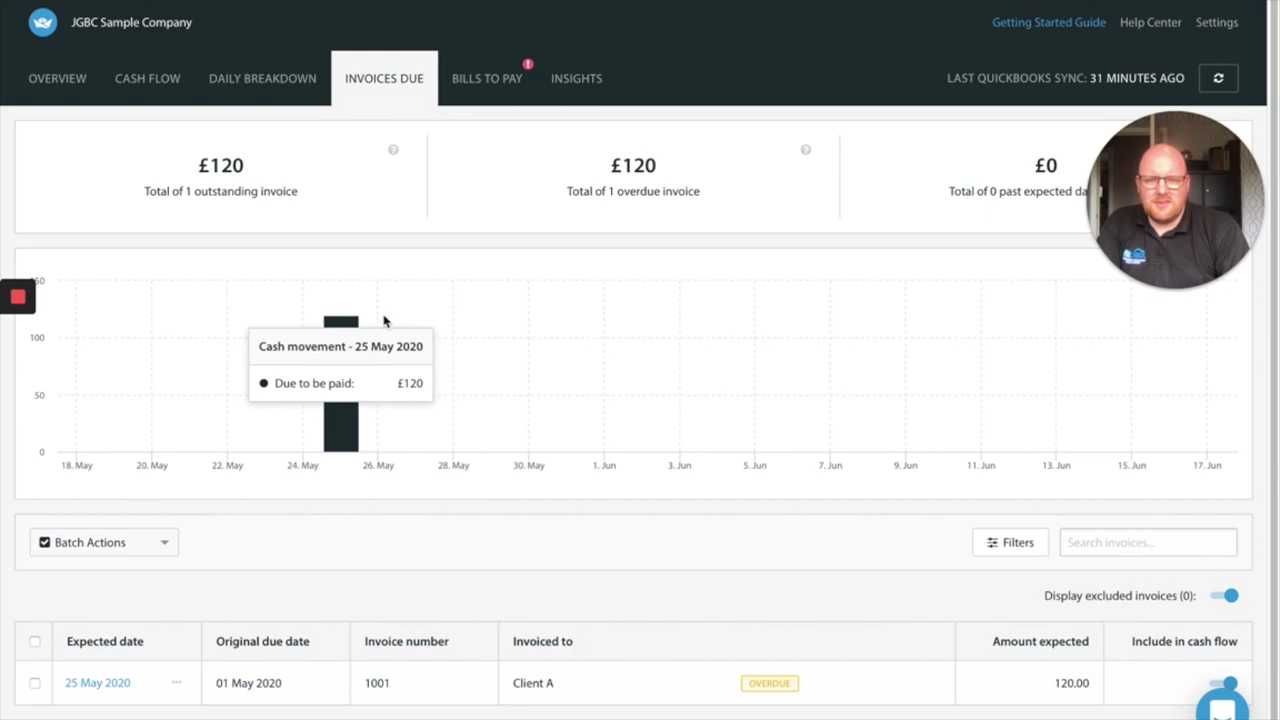 JGBC Sample Company
Getting Started Guide Help Center Settings
OVERVIEW CASH FLOW DAILY BREAKDOWN INVOICES DUE BILLS TO PAY ! INSIGHTS LAST QUICKBOOKS SYNC: 31 MINUTES AGO
£120 ? £120 ? £0
Total of 1 outstanding invoice Total of 1 overdue invoice Total of 0 past expected
50
100
50
0
Cash movement - 25 May 2020
Due to be paid: £120
18. May 20. May 22. May 24. May 26. May 28. May 30. May 1. Jun 3. Jun 5. Jun 7. Jun 9. Jun 11. Jun 13. Jun 15. Jun 17. Jun
Batch Actions Filters Search invoices...
Display excluded invoices (0):
Expected date Original due date Invoice number Invoiced to Amount expected Include in cash flow
25 May 2020 ··· 01 May 2020 1001 Client A OVERDUE 120.00